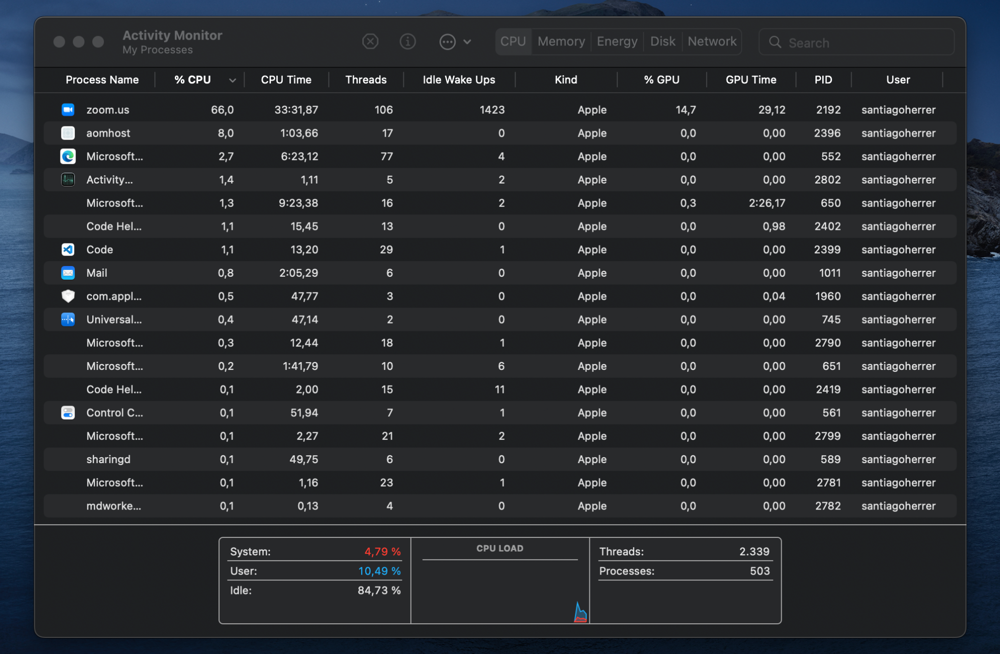 Activity Monitor
My Processes
CPU Memory Energy Disk Network Search
Process Name % CPU CPU Time Threads Idle Wake Ups Kind % GPU GPU Time PID User
zoom.us 66,0 33:31,87 106 1423 Apple 14,7 29,12 2192 santiagoherrer
aomhost 8,0 1:03,66 17 0 Apple 0,0 0,00 2396 santiagoherrer
Microsoft... 2,7 6:23,12 77 4 Apple 0,0 0,00 552 santiagoherrer
Activity... 1,4 1,11 5 2 Apple 0,0 0,00 2802 santiagoherrer
Microsoft... 1,3 9:23,38 16 2 Apple 0,3 2:26,17 650 santiagoherrer
Code Hel... 1,1 15,45 13 0 Apple 0,0 0,98 2402 santiagoherrer
Code 1,1 13,20 29 1 Apple 0,0 0,00 2399 santiagoherrer
Mail 0,8 2:05,29 6 0 Apple 0,0 0,00 1011 santiagoherrer
com.appl... 0,5 47,77 3 0 Apple 0,0 0,04 1960 santiagoherrer
Universal... 0,4 47,14 2 0 Apple 0,0 0,00 745 santiagoherrer
Microsoft... 0,3 12,44 18 1 Apple 0,0 0,00 2790 santiagoherrer
Microsoft... 0,2 1:41,79 10 6 Apple 0,0 0,00 651 santiagoherrer
Code Hel... 0,1 2,00 15 11 Apple 0,0 0,00 2419 santiagoherrer
Control C... 0,1 51,94 7 1 Apple 0,0 0,00 561 santiagoherrer
Microsoft... 0,1 2,27 21 2 Apple 0,0 0,00 2799 santiagoherrer
sharingd 0,1 49,75 6 0 Apple 0,0 0,00 589 santiagoherrer
Microsoft... 0,1 1,16 23 1 Apple 0,0 0,00 2781 santiagoherrer
mdworke... 0,1 0,13 4 0 Apple 0,0 0,00 2782 santiagoherrer
System: 4,79 % CPU LOAD Threads: 2.339
User: 10,49 % Processes: 503
Idle: 84,73 %